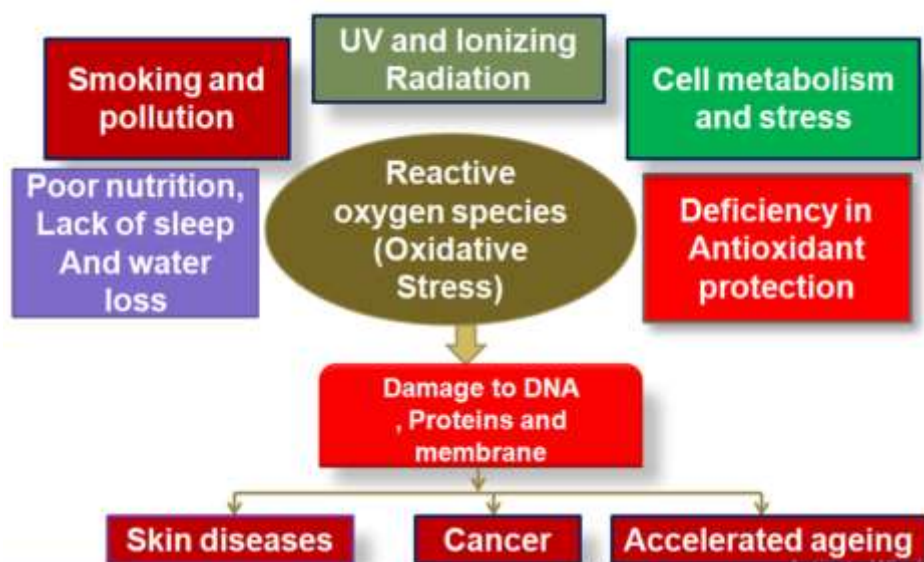 UV and Ionizing
Radiation
Smoking and
pollution
Cell metabolism
and stress
Poor nutrition,
Lack of sleep
And water
loss
Reactive
oxygen species
(Oxidative
Stress)
Deficiency in
Antioxidant
protection
Damage to DNA
, Proteins and
membrane
Skin diseases
Cancer
Accelerated ageing